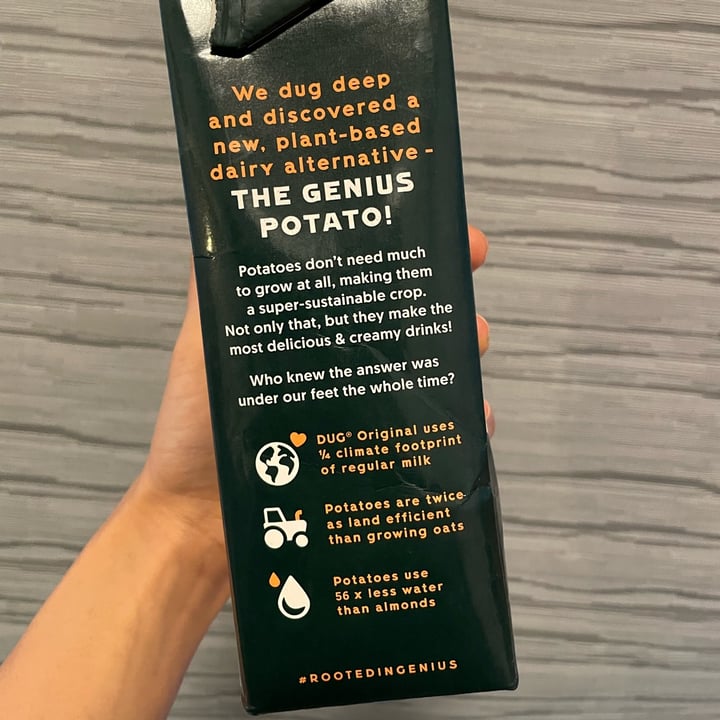 We dug deep
and discovered a
new, plant-based
dairy alternative -
THE GENIUS
POTATO!
Potatoes don't need much
to grow at all, making them
a super-sustainable crop.
Not only that, but they make the
most delicious & creamy drinks!
Who knew the answer was
under our feet the whole time?
DUG® Original uses
¼ climate footprint
of regular milk
Potatoes are twice
as land efficient
than growing oats
Potatoes use
56 x less water
than almonds
#ROOTEDINGENIUS